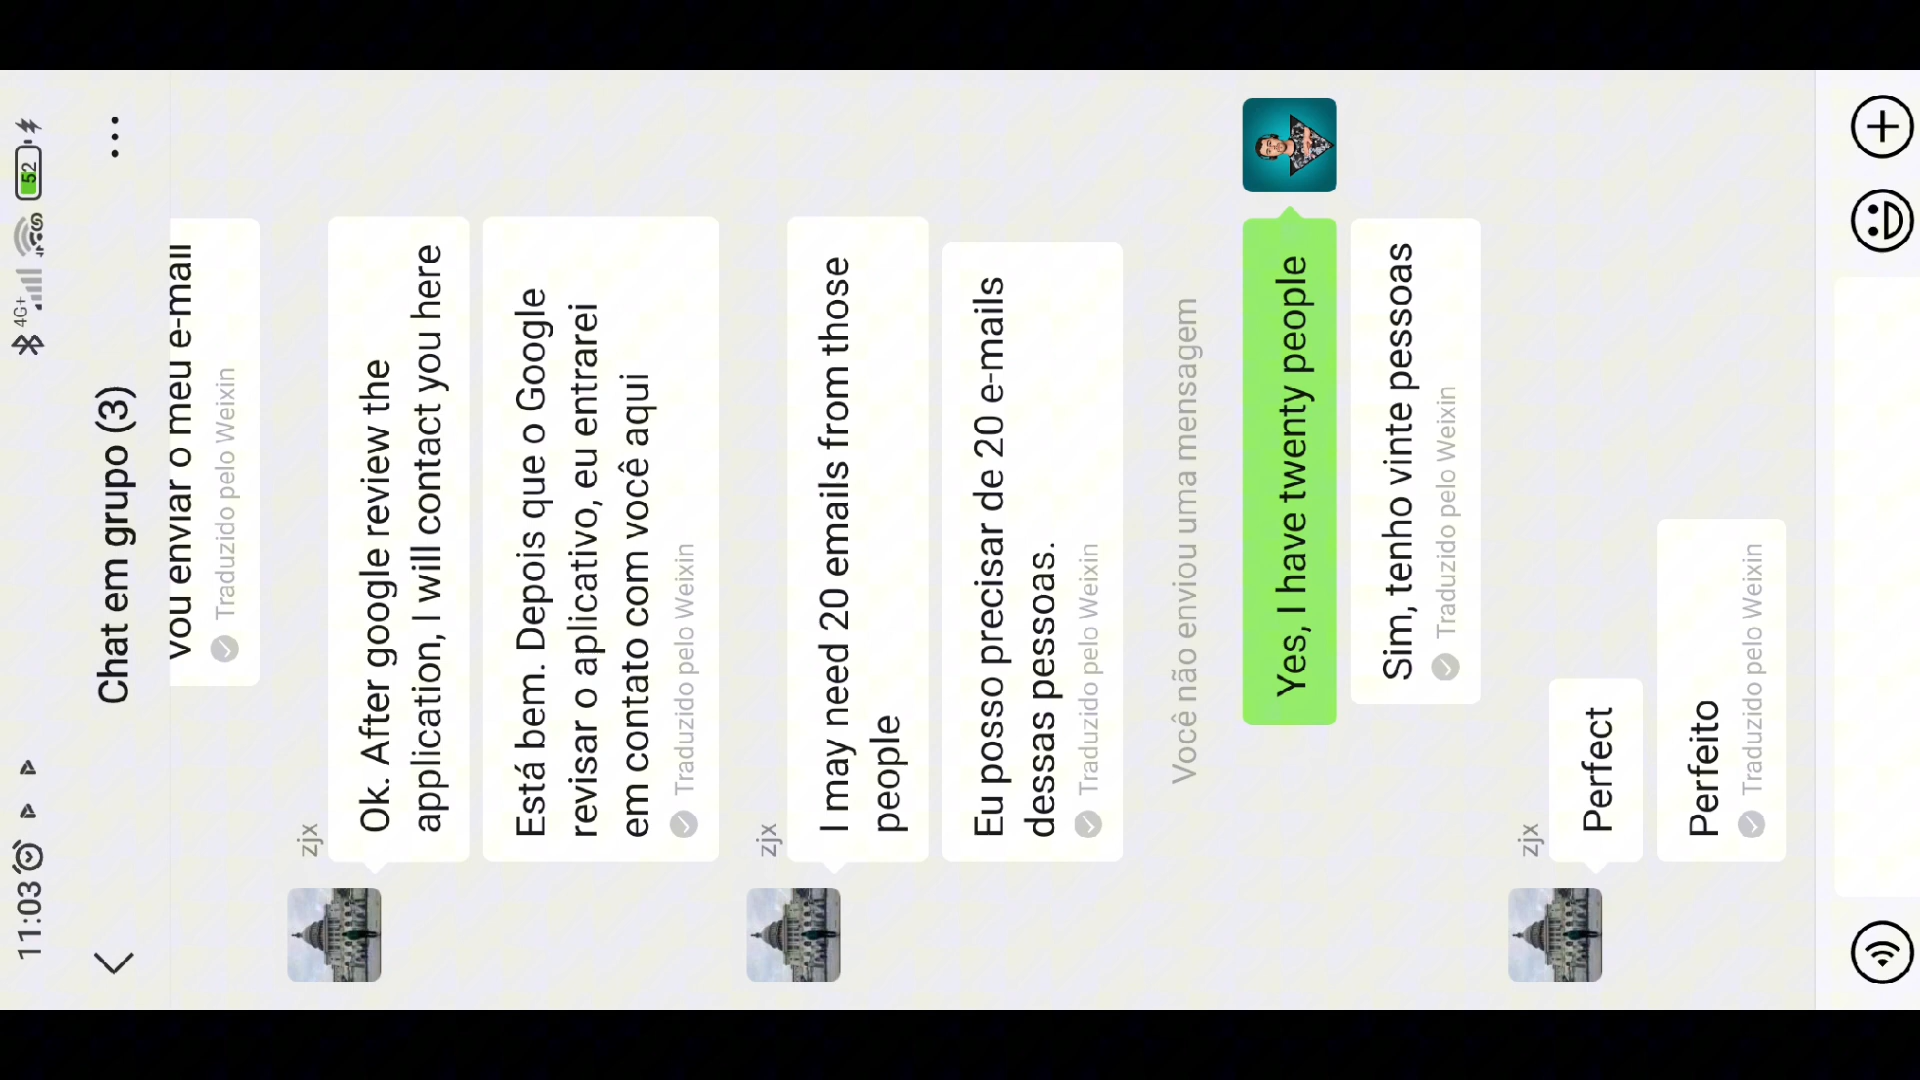 11:03
4G+
52
Chat em grupo (3)
vou enviar o meu e-mail
Traduzido pelo Weixin
zjx
Ok. After google review the
application, I will contact you here
Está bem. Depois que o Google
revisar o aplicativo, eu entrarei
em contato com você aqui
Traduzido pelo Weixin
zjx
I may need 20 emails from those
people
Eu posso precisar de 20 e-mails
dessas pessoas.
Traduzido pelo Weixin
Você não enviou uma mensagem
Yes, I have twenty people
Sim, tenho vinte pessoas
Traduzido pelo Weixin
zjx
Perfect
Perfeito
Traduzido pelo Weixin